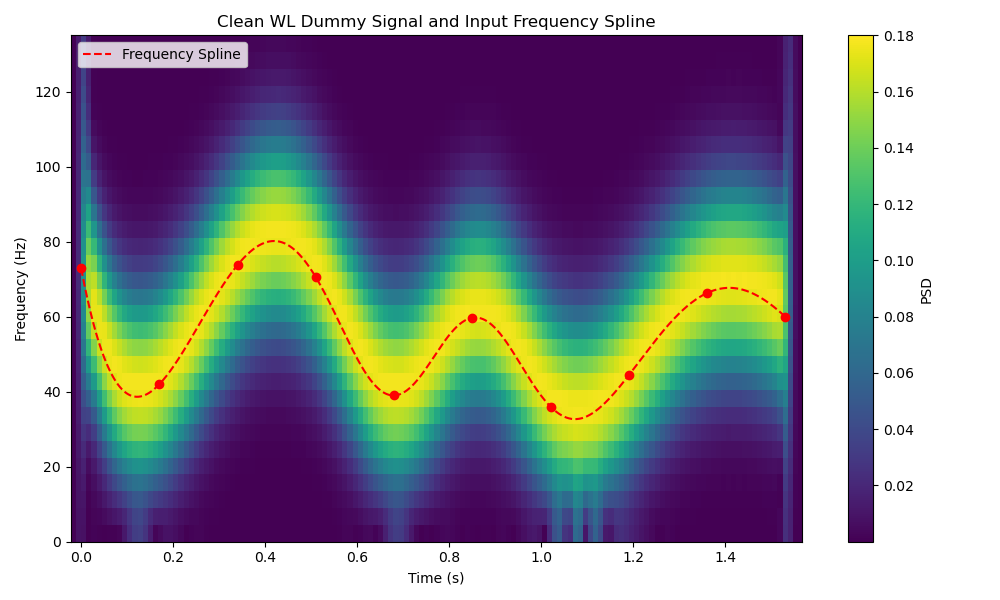 Clean WL Dummy Signal and Input Frequency Spline
Frequency Spline
Frequency (Hz)
120
100
80
60
40
20
0
0.0 0.2 0.4 0.6 0.8 1.0 1.2 1.4
Time (s)
0.18
0.16
0.14
0.12
0.10
0.08
0.06
0.04
0.02
PSD